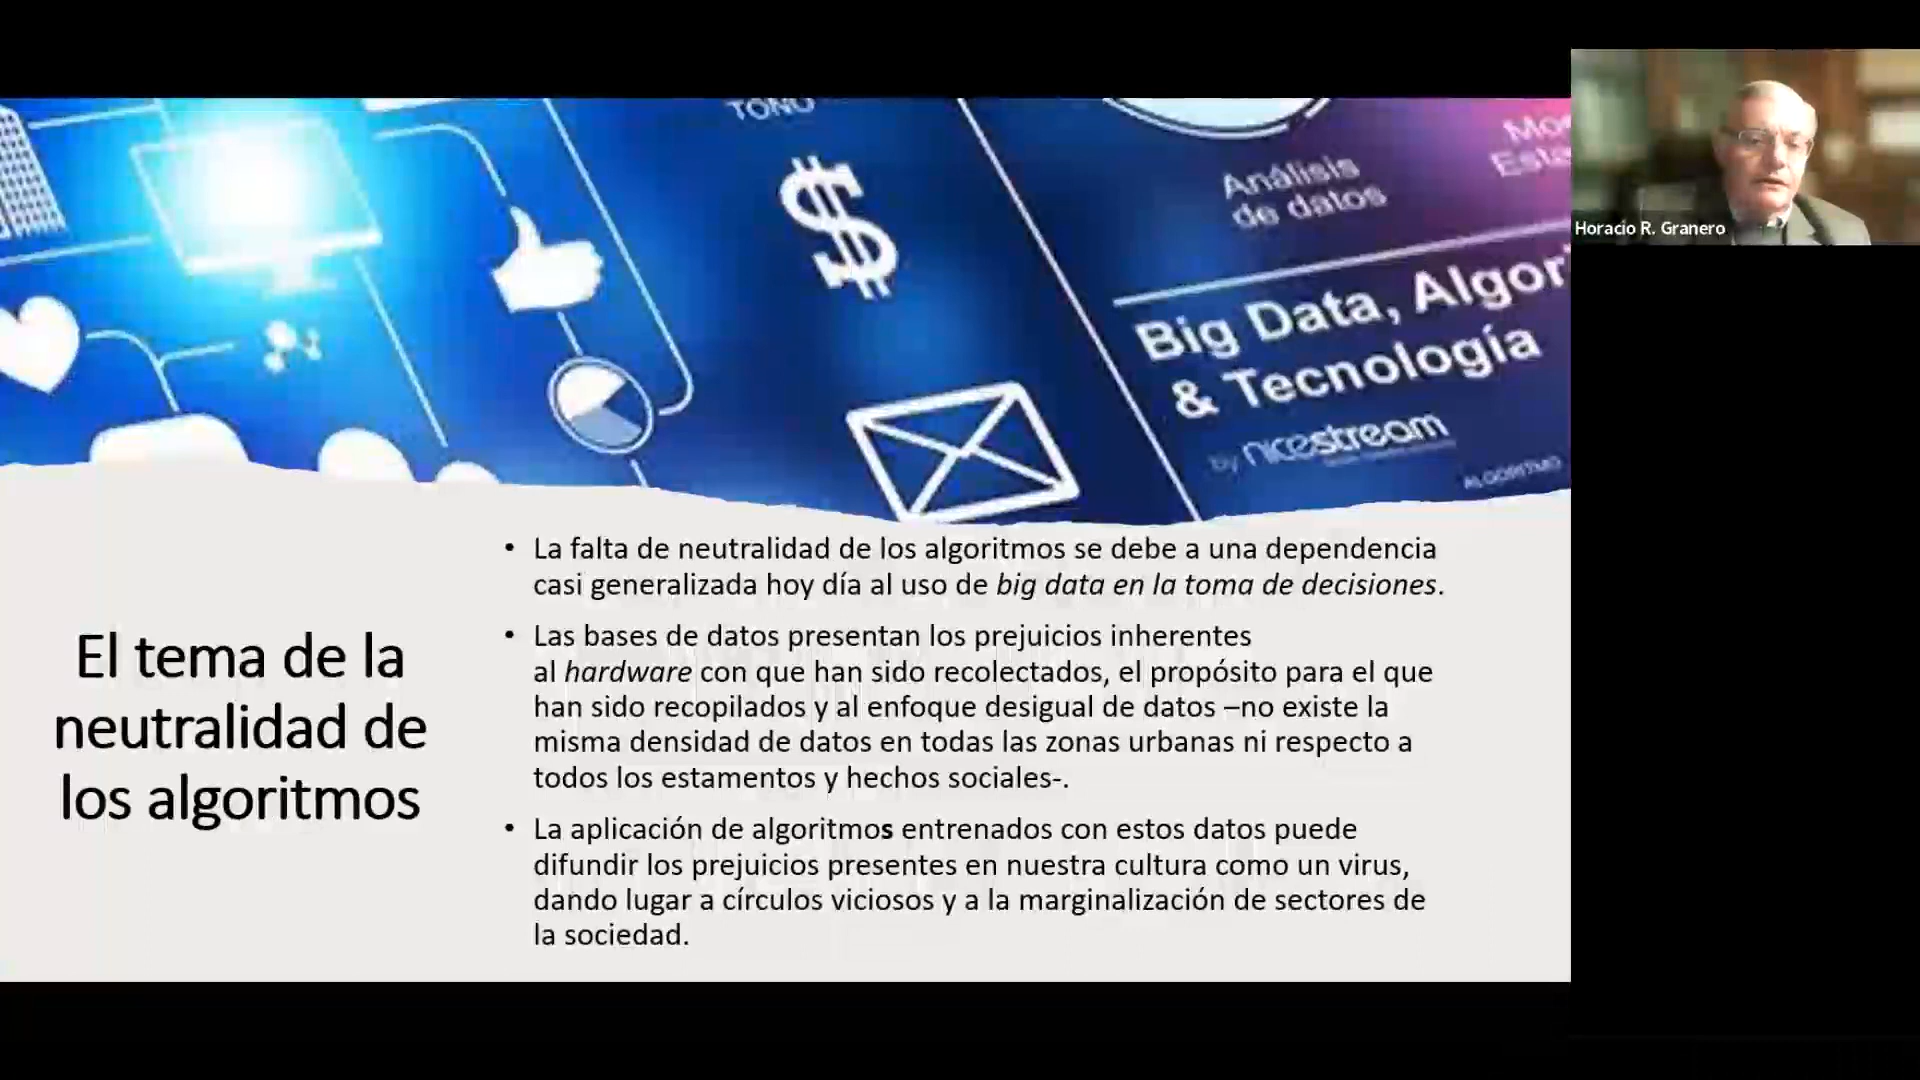 TONO
Análisis
de datos
Big Data, Algor
& Tecnología
by nicestream
ALGORITMO
Horacio R. Granero
El tema de la
neutralidad de
los algoritmos
• La falta de neutralidad de los algoritmos se debe a una dependencia
casi generalizada hoy día al uso de big data en la toma de decisiones.
• Las bases de datos presentan los prejuicios inherentes
al hardware con que han sido recolectados, el propósito para el que
han sido recopilados y al enfoque desigual de datos –no existe la
misma densidad de datos en todas las zonas urbanas ni respecto a
todos los estamentos y hechos sociales-.
• La aplicación de algoritmos entrenados con estos datos puede
difundir los prejuicios presentes en nuestra cultura como un virus,
dando lugar a círculos viciosos y a la marginalización de sectores de
la sociedad.